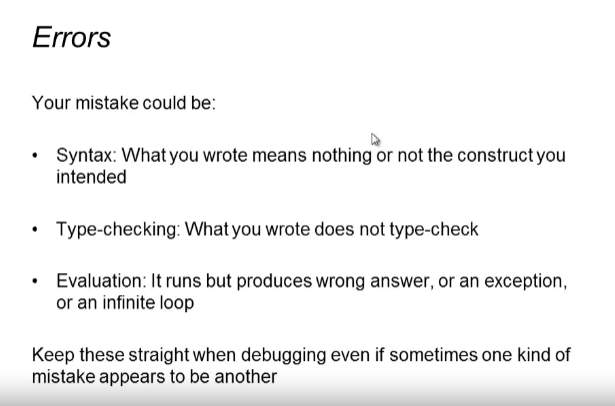 Errors
Your mistake could be:
• Syntax: What you wrote means nothing or not the construct you
intended
• Type-checking: What you wrote does not type-check
• Evaluation: It runs but produces wrong answer, or an exception,
or an infinite loop
Keep these straight when debugging even if sometimes one kind of
mistake appears to be another